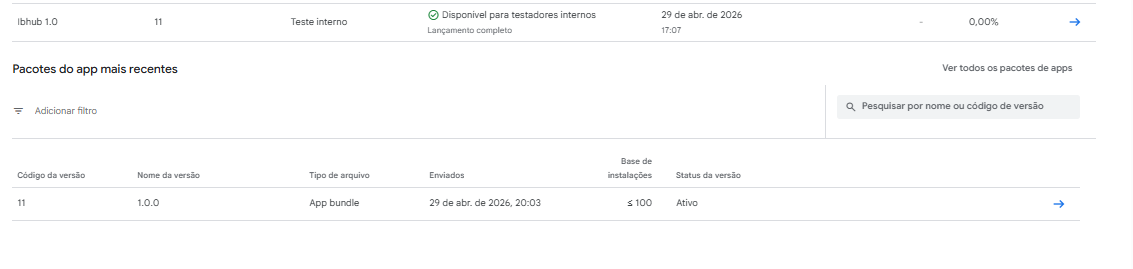 Ibhub 1.0 11 Teste interno Disponível para testadores internos 29 de abr. de 2026 - 0,00%
Lançamento completo 17:07
Pacotes do app mais recentes Ver todos os pacotes de apps
Adicionar filtro Pesquisar por nome ou código de versão
Código da versão Nome da versão Tipo de arquivo Enviados Base de instalações Status da versão
11 1.0.0 App bundle 29 de abr. de 2026, 20:03 ≤ 100 Ativo